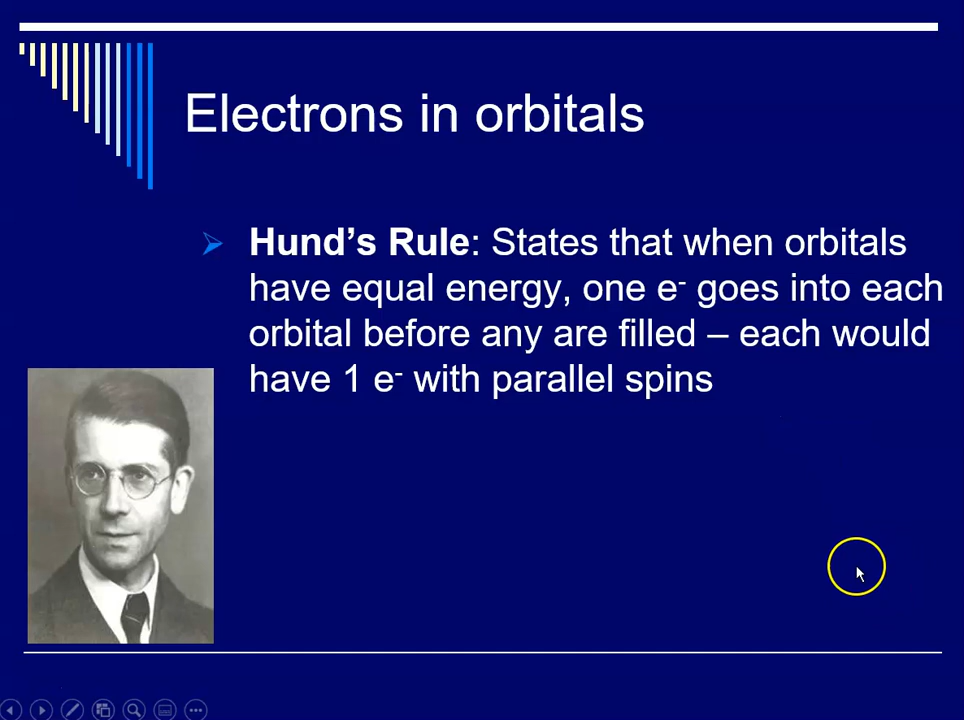 Electrons in orbitals
Hund’s Rule: States that when orbitals
have equal energy, one e⁻ goes into each
orbital before any are filled – each would
have 1 e⁻ with parallel spins